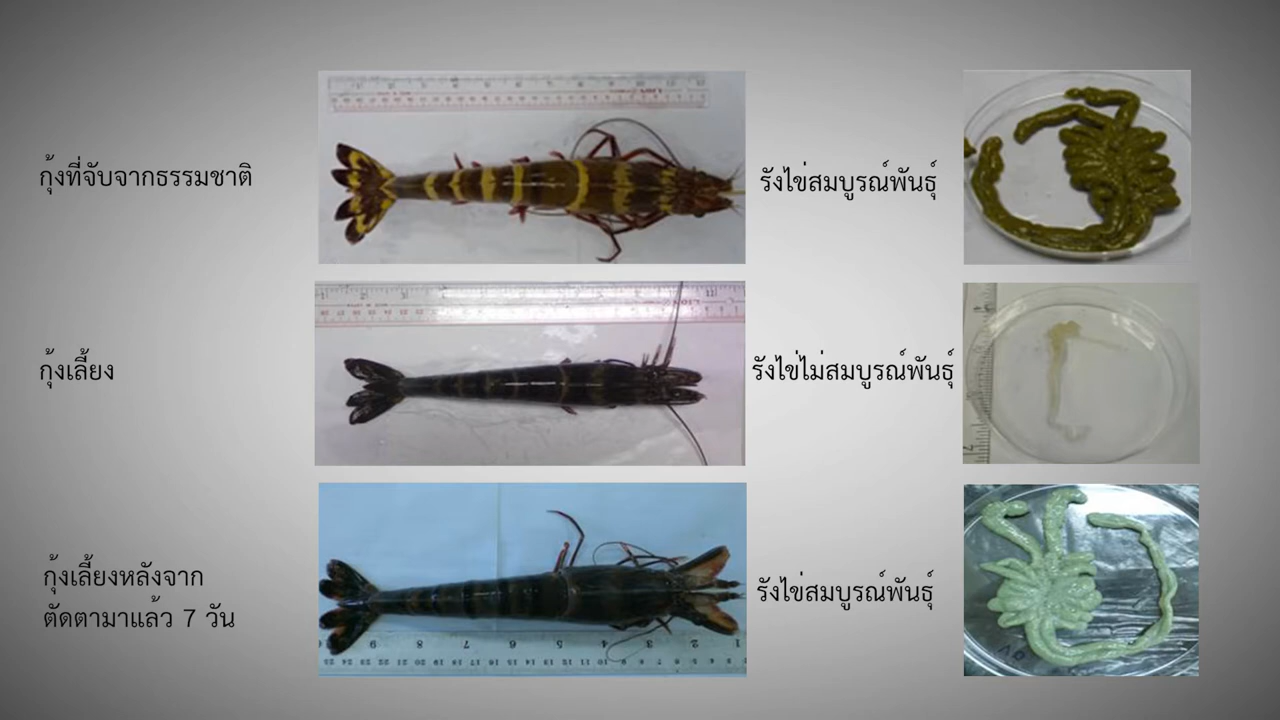 กุ้งที่จับจากธรรมชาติ
รังไข่สมบูรณ์พันธุ์
กุ้งเลี้ยง
รังไข่ไม่สมบูรณ์พันธุ์
กุ้งเลี้ยงหลังจาก
ตัดตามาแล้ว 7 วัน
รังไข่สมบูรณ์พันธุ์